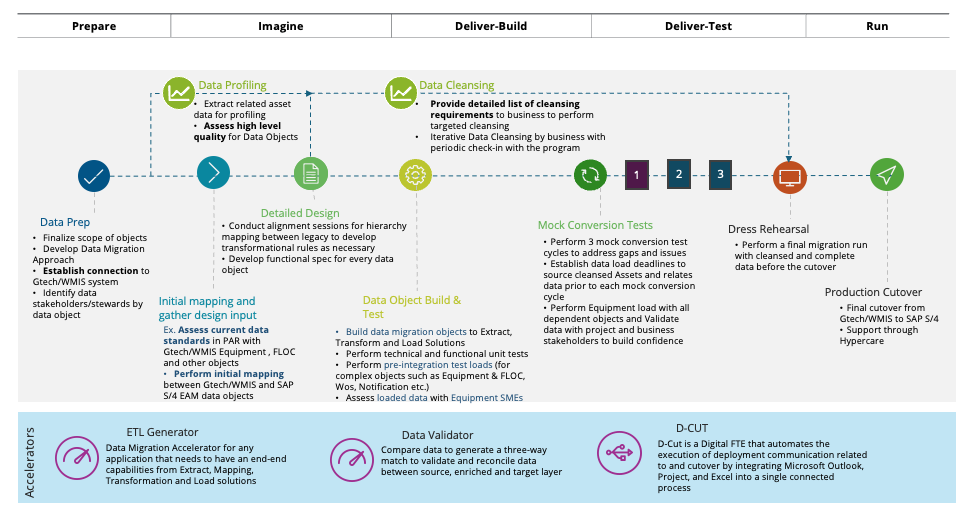 Prepare
Imagine
Deliver-Build
Deliver-Test
Run
Data Profiling
• Extract related asset
data for profiling
• Assess high level
quality for Data Objects
Data Cleansing
• Provide detailed list of cleansing
requirements to business to perform
targeted cleansing
• Iterative Data Cleansing by business with
periodic check-in with the program
1
2
3
Data Prep
• Finalize scope of objects
• Develop Data Migration
Approach
• Establish connection to
Gtech/WMIS system
• Identify data
stakeholders/stewards by
data object
Initial mapping and
gather design input
Ex. Assess current data
standards in PAR with
Gtech/WMIS Equipment , FLOC
and other objects
• Perform initial mapping
between Gtech/WMIS and SAP
S/4 EAM data objects
Detailed Design
• Conduct alignment sessions for hierarchy
mapping between legacy to develop
transformational rules as necessary
• Develop functional spec for every data
object
Data Object Build &
Test
• Build data migration objects to Extract,
Transform and Load Solutions
• Perform technical and functional unit tests
• Perform pre-integration test loads (for
complex objects such as Equipment & FLOC,
Wos, Notification etc.)
• Assess loaded data with Equipment SMEs
Mock Conversion Tests
• Perform 3 mock conversion test
cycles to address gaps and issues
• Establish data load deadlines to
source cleansed Assets and relates
data prior to each mock conversion
cycle
• Perform Equipment load with all
dependent objects and Validate
data with project and business
stakeholders to build confidence
Dress Rehearsal
• Perform a final migration run
with cleansed and complete
data before the cutover
Production Cutover
• Final cutover from
Gtech/WMIS to SAP S/4
• Support through
Hypercare
Accelerators
ETL Generator
Data Migration Accelerator for any
application that needs to have an end-end
capabilities from Extract, Mapping,
Transformation and Load solutions
Data Validator
Compare data to generate a three-way
match to validate and reconcile data
between source, enriched and target layer
D-CUT
D-Cut is a Digital FTE that automates the
execution of deployment communication related
to and cutover by integrating Microsoft Outlook,
Project, and Excel into a single connected
process